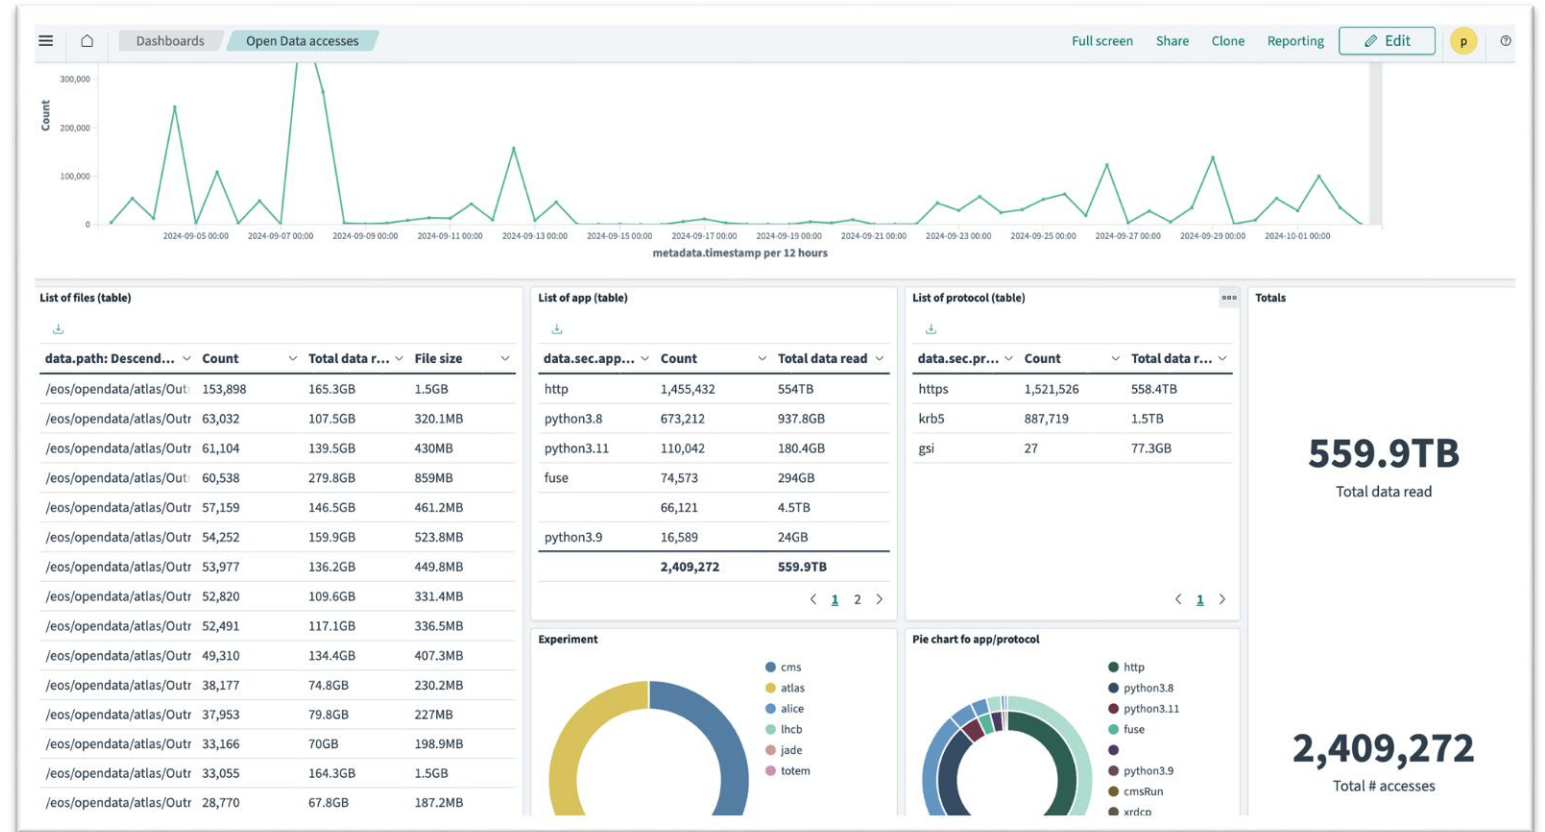 Dashboards Open Data accesses Full screen Share Clone Reporting Edit p
300,000
200,000
100,000
0
Count
2024-09-05 00:00 2024-09-07 00:00 2024-09-09 00:00 2024-09-11 00:00 2024-09-13 00:00 2024-09-15 00:00 2024-09-17 00:00 2024-09-19 00:00 2024-09-21 00:00 2024-09-23 00:00 2024-09-25 00:00 2024-09-27 00:00 2024-09-29 00:00 2024-10-01 00:00
metadata.timestamp per 12 hours
List of files (table)
data.path: Descend... Count Total data r... File size
/eos/opendata/atlas/Out 153,898 165.3GB 1.5GB
/eos/opendata/atlas/Outr 63,032 107.5GB 320.1MB
/eos/opendata/atlas/Outr 61,104 139.5GB 430MB
/eos/opendata/atlas/Out 60,538 279.8GB 859MB
/eos/opendata/atlas/Outr 57,159 146.5GB 461.2MB
/eos/opendata/atlas/Outr 54,252 159.9GB 523.8MB
/eos/opendata/atlas/Outr 53,977 136.2GB 449.8MB
/eos/opendata/atlas/Outr 52,820 109.6GB 331.4MB
/eos/opendata/atlas/Outr 52,491 117.1GB 336.5MB
/eos/opendata/atlas/Outr 49,310 134.4GB 407.3MB
/eos/opendata/atlas/Outr 38,177 74.8GB 230.2MB
/eos/opendata/atlas/Outr 37,953 79.8GB 227MB
/eos/opendata/atlas/Outr 33,166 70GB 198.9MB
/eos/opendata/atlas/Outr 33,055 164.3GB 1.5GB
/eos/opendata/atlas/Outr 28,770 67.8GB 187.2MB
List of app (table)
data.sec.app... Count Total data read
http 1,455,432 554TB
python3.8 673,212 937.8GB
python3.11 110,042 180.4GB
fuse 74,573 294GB
66,121 4.5TB
python3.9 16,589 24GB
2,409,272 559.9TB
1 2
List of protocol (table)
data.sec.pr... Count Total data r...
https 1,521,526 558.4TB
krb5 887,719 1.5TB
gsi 27 77.3GB
1
Totals
559.9TB
Total data read
2,409,272
Total # accesses
Experiment
cms
atlas
alice
lhcb
jade
totem
Pie chart fo app/protocol
http
python3.8
python3.11
fuse
python3.9
cmsRun
xrdcp